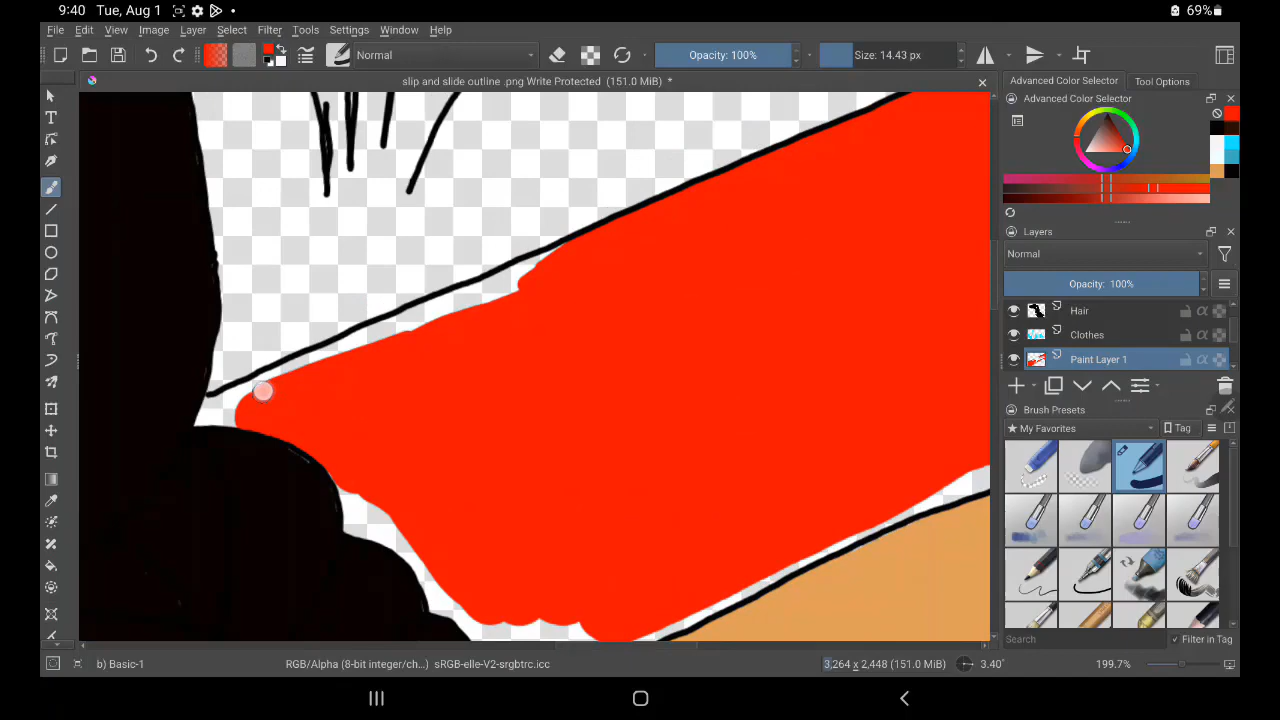 9:40 Tue, Aug 1
69%
File Edit View Image Layer Select Filter Tools Settings Window Help
Normal
Opacity: 100%
Size: 14.43 px
slip and slide outline .png Write Protected (151.0 MiB) *
Advanced Color Selector
Tool Options
Advanced Color Selector
Layers
Normal
Opacity: 100%
Hair
Clothes
Paint Layer 1
Brush Presets
★ My Favorites
Tag
Search
✓ Filter in Tag
b) Basic-1
RGB/Alpha (8-bit integer/ch...) sRGB-elle-V2-srgbtrc.icc
3,264 x 2,448 (151.0 MiB)
3.40°
199.7%